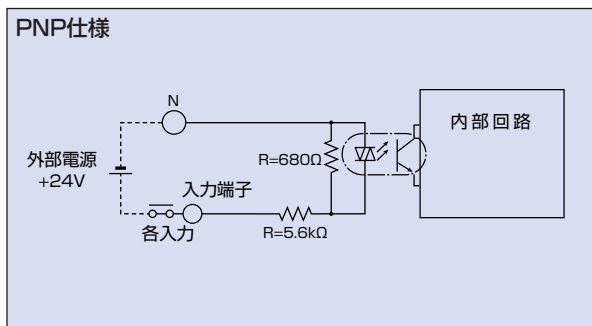 PNP仕様
N
内部回路
R=680Ω
外部電源
+24V
入力端子
各入力
R=5.6kΩ